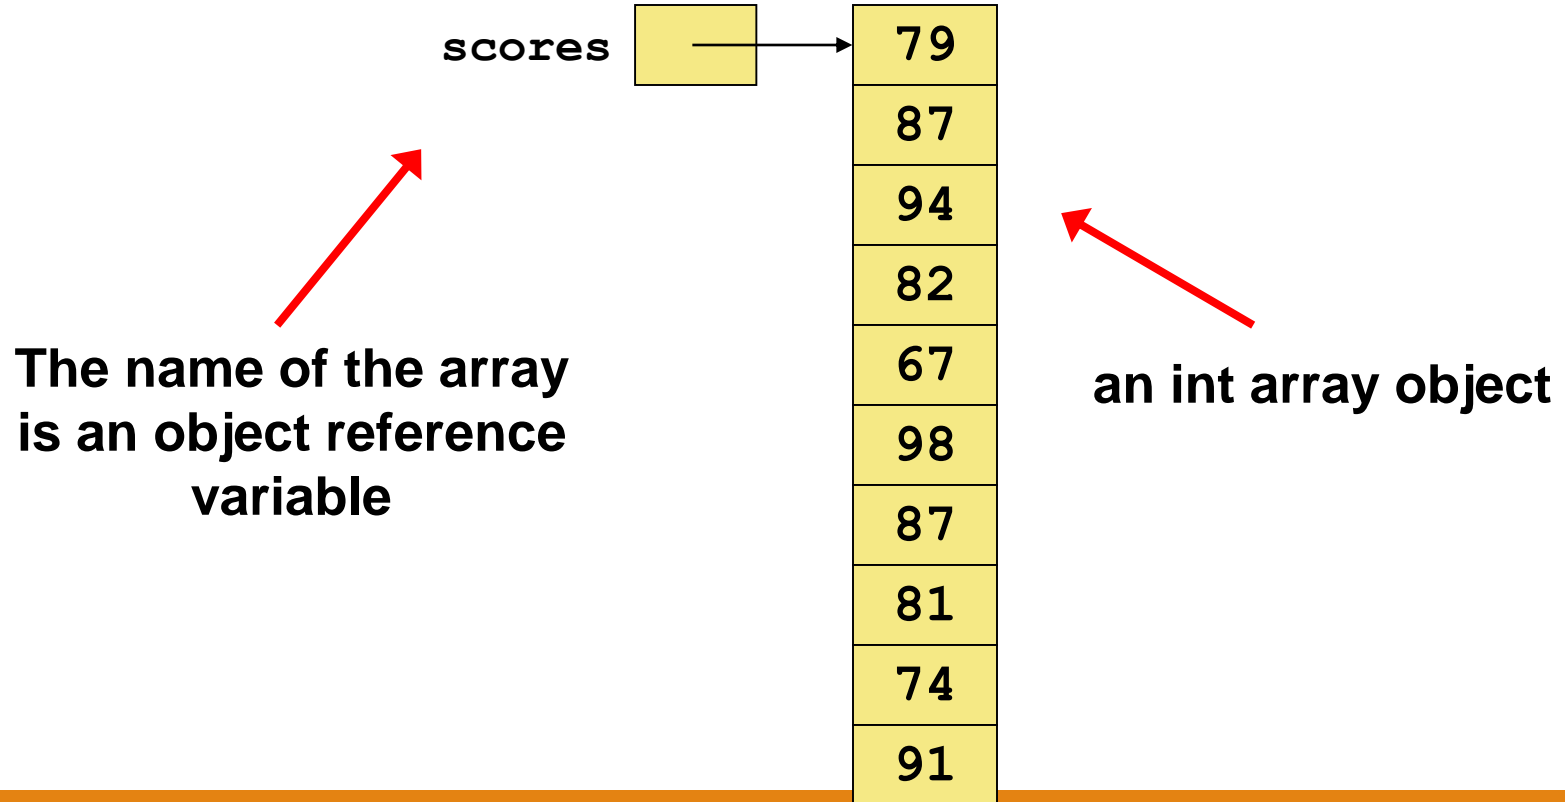 scores
79
87
94
82
67
98
87
81
74
91
The name of the array
is an object reference
variable
an int array object